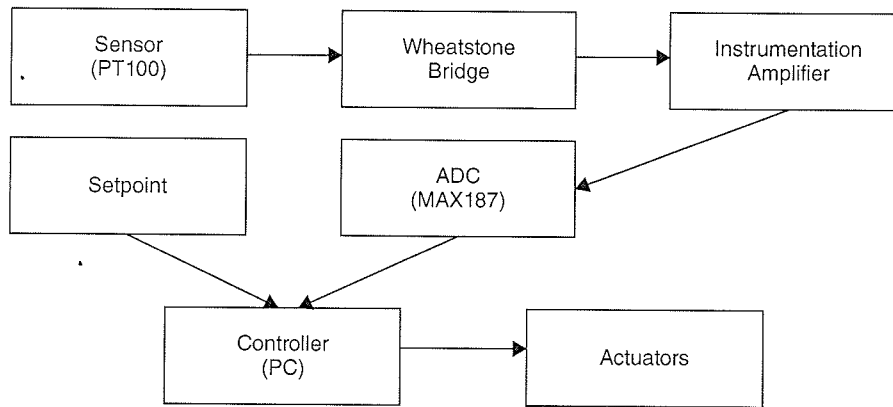 Sensor
(PT100)
Wheatstone
Bridge
Instrumentation
Amplifier
Setpoint
ADC
(MAX187)
Controller
(PC)
Actuators